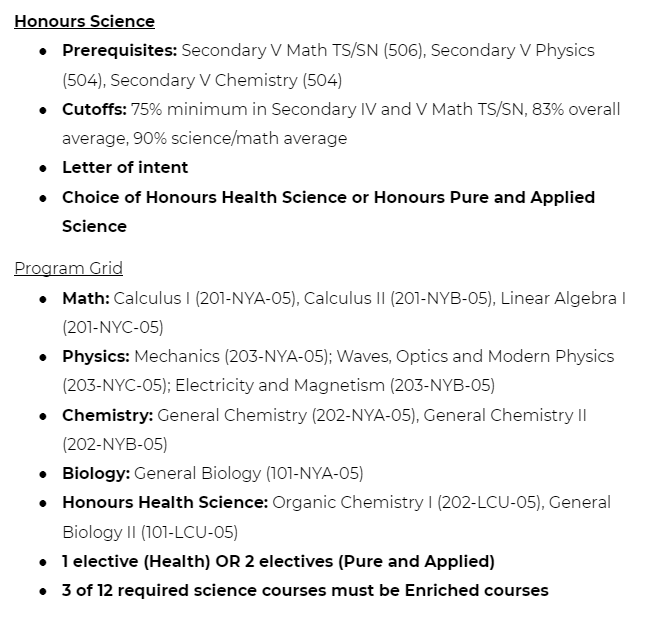 Honours Science
● Prerequisites: Secondary V Math TS/SN (506), Secondary V Physics
(504), Secondary V Chemistry (504)
● Cutoffs: 75% minimum in Secondary IV and V Math TS/SN, 83% overall
average, 90% science/math average
● Letter of intent
● Choice of Honours Health Science or Honours Pure and Applied
Science
Program Grid
● Math: Calculus I (201-NYA-05), Calculus II (201-NYB-05), Linear Algebra I
(201-NYC-05)
● Physics: Mechanics (203-NYA-05); Waves, Optics and Modern Physics
(203-NYC-05); Electricity and Magnetism (203-NYB-05)
● Chemistry: General Chemistry (202-NYA-05), General Chemistry II
(202-NYB-05)
● Biology: General Biology (101-NYA-05)
● Honours Health Science: Organic Chemistry I (202-LCU-05), General
Biology II (101-LCU-05)
● 1 elective (Health) OR 2 electives (Pure and Applied)
● 3 of 12 required science courses must be Enriched courses